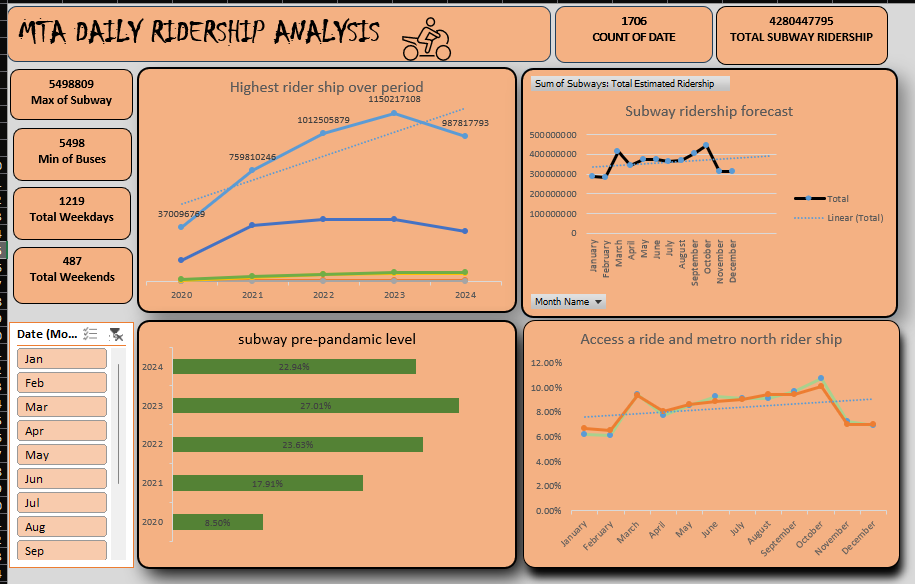 MTA DAILY RIDERSHIP ANALYSIS
1706
COUNT OF DATE
4280447795
TOTAL SUBWAY RIDERSHIP
5498809
Max of Subway
5498
Min of Buses
1219
Total Weekdays
487
Total Weekends
Highest rider ship over period
1150217108
1012505879
987817793
759810246
370096769
2020 2021 2022 2023 2024
Sum of Subways: Total Estimated Ridership
Subway ridership forecast
500000000
400000000
300000000
200000000
100000000
0
January
February
March
April
May
June
July
August
September
October
November
December
Total
Linear (Total)
Month Name
Date (Mo...
Jan
Feb
Mar
Apr
May
Jun
Jul
Aug
Sep
subway pre-pandamic level
2024 22.94%
2023 27.01%
2022 23.63%
2021 17.91%
2020 8.50%
Access a ride and metro north rider ship
12.00%
10.00%
8.00%
6.00%
4.00%
2.00%
0.00%
January
February
March
April
May
June
July
August
September
October
November
December